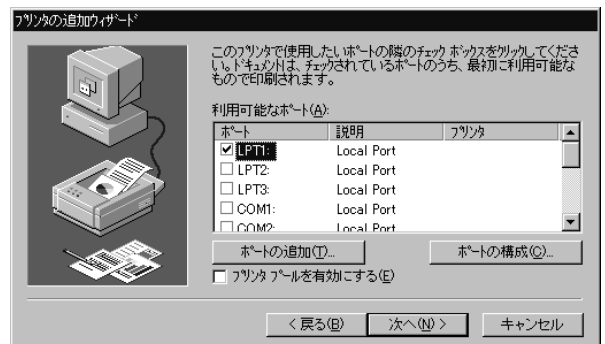 ﾌﾟﾘﾝﾀの追加ｳｨｻﾞｰﾄﾞ
このﾌﾟﾘﾝﾀで使用したいﾎﾟｰﾄの隣のﾁｪｯｸ ﾎﾞｯｸｽをｸﾘｯｸしてくださ
い。ﾄﾞｷｭﾒﾝﾄは、ﾁｪｯｸされているﾎﾟｰﾄのうち、最初に利用可能な
もので印刷されます。
利用可能なﾎﾟｰﾄ(A):
ﾎﾟｰﾄ 説明 ﾌﾟﾘﾝﾀ
LPT1: Local Port
LPT2: Local Port
LPT3: Local Port
COM1: Local Port
COM2: Local Port
ﾎﾟｰﾄの追加(T)... ﾎﾟｰﾄの構成(C)...
ﾌﾟﾘﾝﾀ ﾌﾟｰﾙを有効にする(E)
< 戻る(B) 次へ(N) > キャンセル